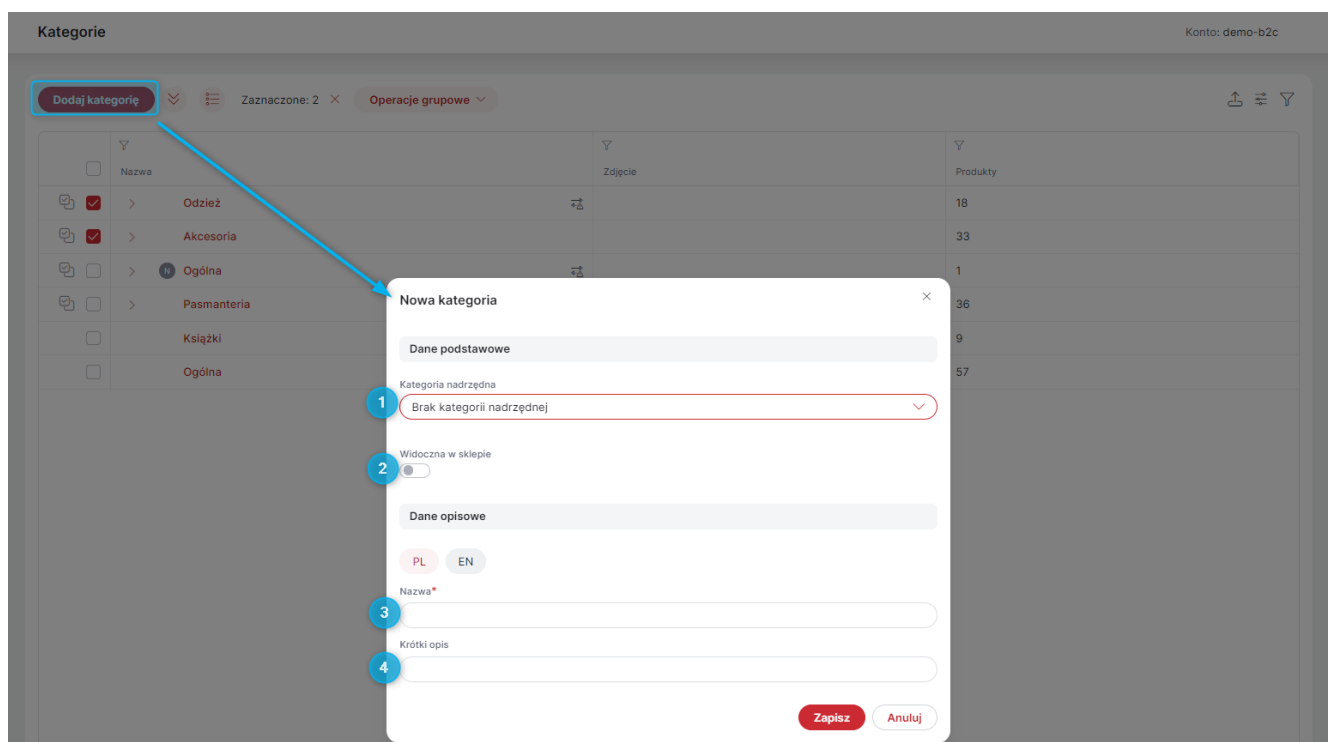 Kategorie Konto: demo-b2c
Dodaj kategorię Zaznaczone: 2 Operacje grupowe
Nazwa Zdjęcie Produkty
Odzież 18
Akcesoria 33
N Ogólna 1
Pasmanteria 36
Książki 9
Ogólna 57
Nowa kategoria
Dane podstawowe
Kategoria nadrzędna
1 Brak kategorii nadrzędnej
Widoczna w sklepie
2
Dane opisowe
PL EN
Nazwa*
3
Krótki opis
4
Zapisz Anuluj